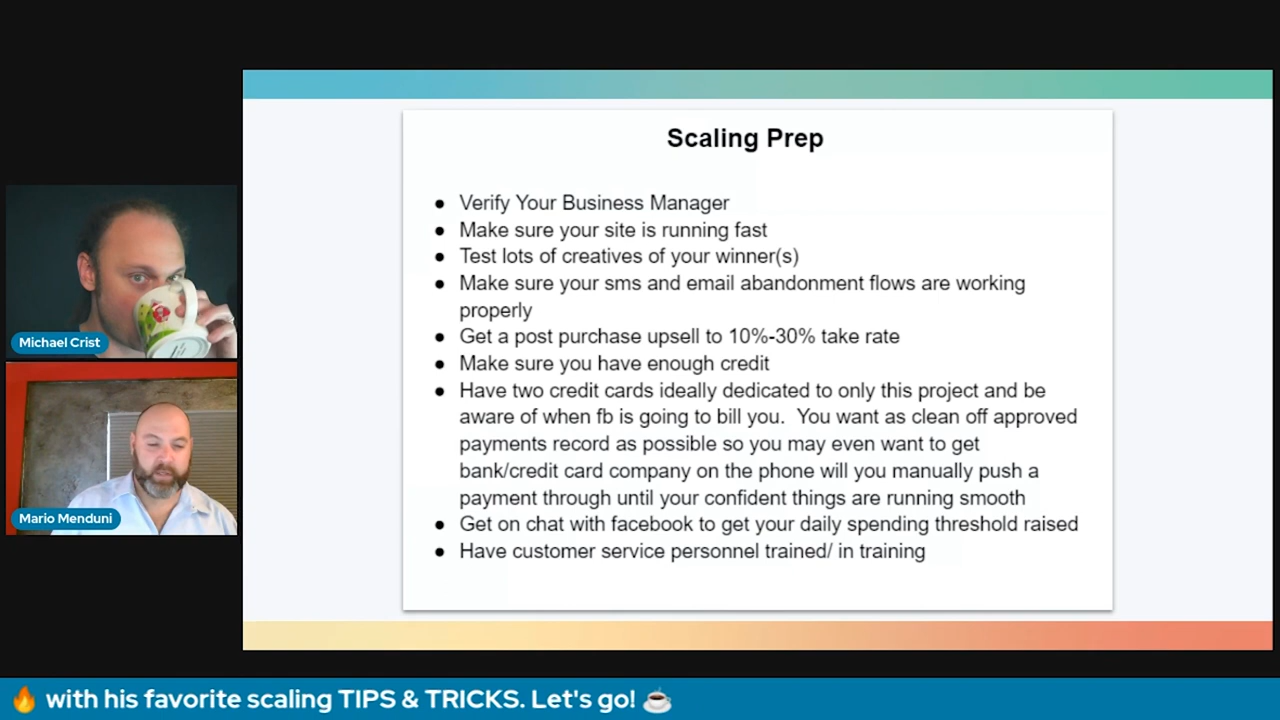 Scaling Prep
● Verify Your Business Manager
● Make sure your site is running fast
● Test lots of creatives of your winner(s)
● Make sure your sms and email abandonment flows are working
properly
● Get a post purchase upsell to 10%-30% take rate
● Make sure you have enough credit
● Have two credit cards ideally dedicated to only this project and be
aware of when fb is going to bill you.  You want as clean off approved
payments record as possible so you may even want to get
bank/credit card company on the phone will you manually push a
payment through until your confident things are running smooth
● Get on chat with facebook to get your daily spending threshold raised
● Have customer service personnel trained/ in training
Michael Crist
Mario Menduni
🔥 with his favorite scaling TIPS & TRICKS. Let's go! ☕